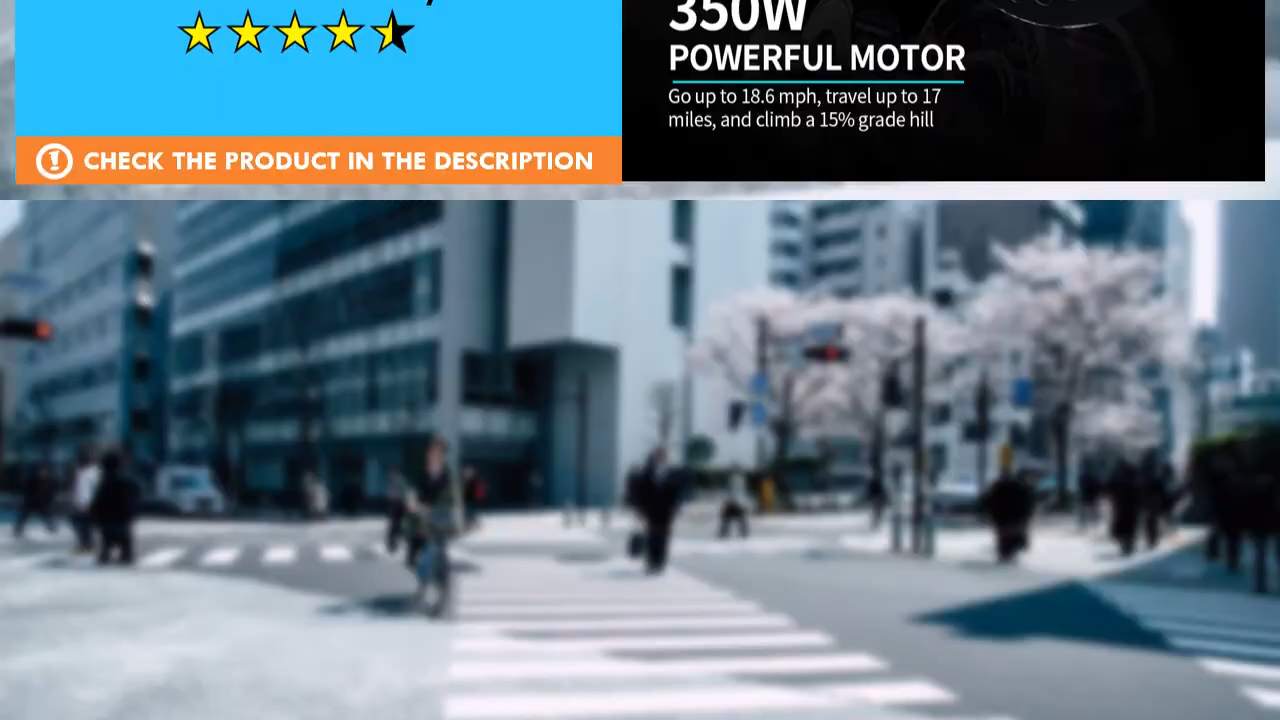 CHECK THE PRODUCT IN THE DESCRIPTION
350W
POWERFUL MOTOR
Go up to 18.6 mph, travel up to 17
miles, and climb a 15% grade hill